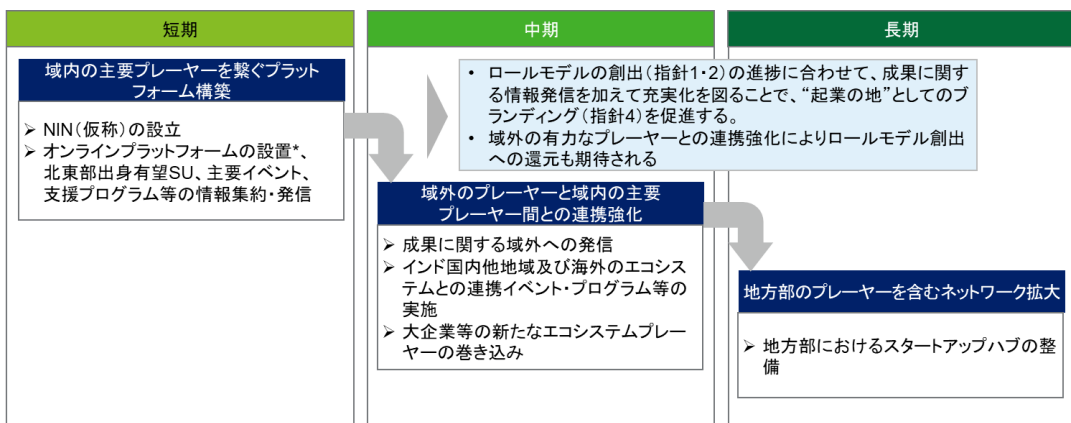 短期
中期
長期
域内の主要プレーヤーを繋ぐプラット
フォーム構築
➢ NIN（仮称）の設立
➢ オンラインプラットフォームの設置*、
北東部出身有望SU、主要イベント、
支援プログラム等の情報集約・発信
• ロールモデルの創出（指針1・2）の進捗に合わせて、成果に関す
る情報発信を加えて充実化を図ることで、“起業の地”としてのブ
ランディング（指針4）を促進する。
• 域外の有力なプレーヤーとの連携強化によりロールモデル創出
への還元も期待される
域外のプレーヤーと域内の主要
プレーヤー間との連携強化
➢ 成果に関する域外への発信
➢ インド国内他地域及び海外のエコシス
テムとの連携イベント・プログラム等の
実施
➢ 大企業等の新たなエコシステムプレー
ヤーの巻き込み
地方部のプレーヤーを含むネットワーク拡大
➢ 地方部におけるスタートアップハブの整
備